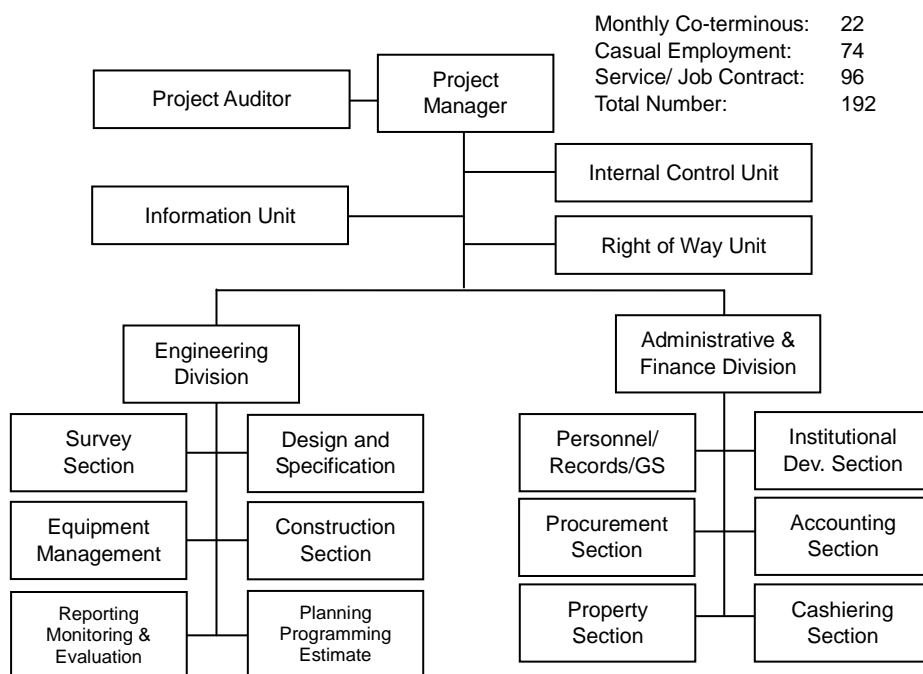 Monthly Co-terminous: 22
Casual Employment: 74
Service/ Job Contract: 96
Total Number: 192
Project Auditor
Project
Manager
Internal Control Unit
Information Unit
Right of Way Unit
Engineering
Division
Administrative &
Finance Division
Survey
Section
Design and
Specification
Personnel/
Records/GS
Institutional
Dev. Section
Equipment
Management
Construction
Section
Procurement
Section
Accounting
Section
Reporting
Monitoring &
Evaluation
Planning
Programming
Estimate
Property
Section
Cashiering
Section